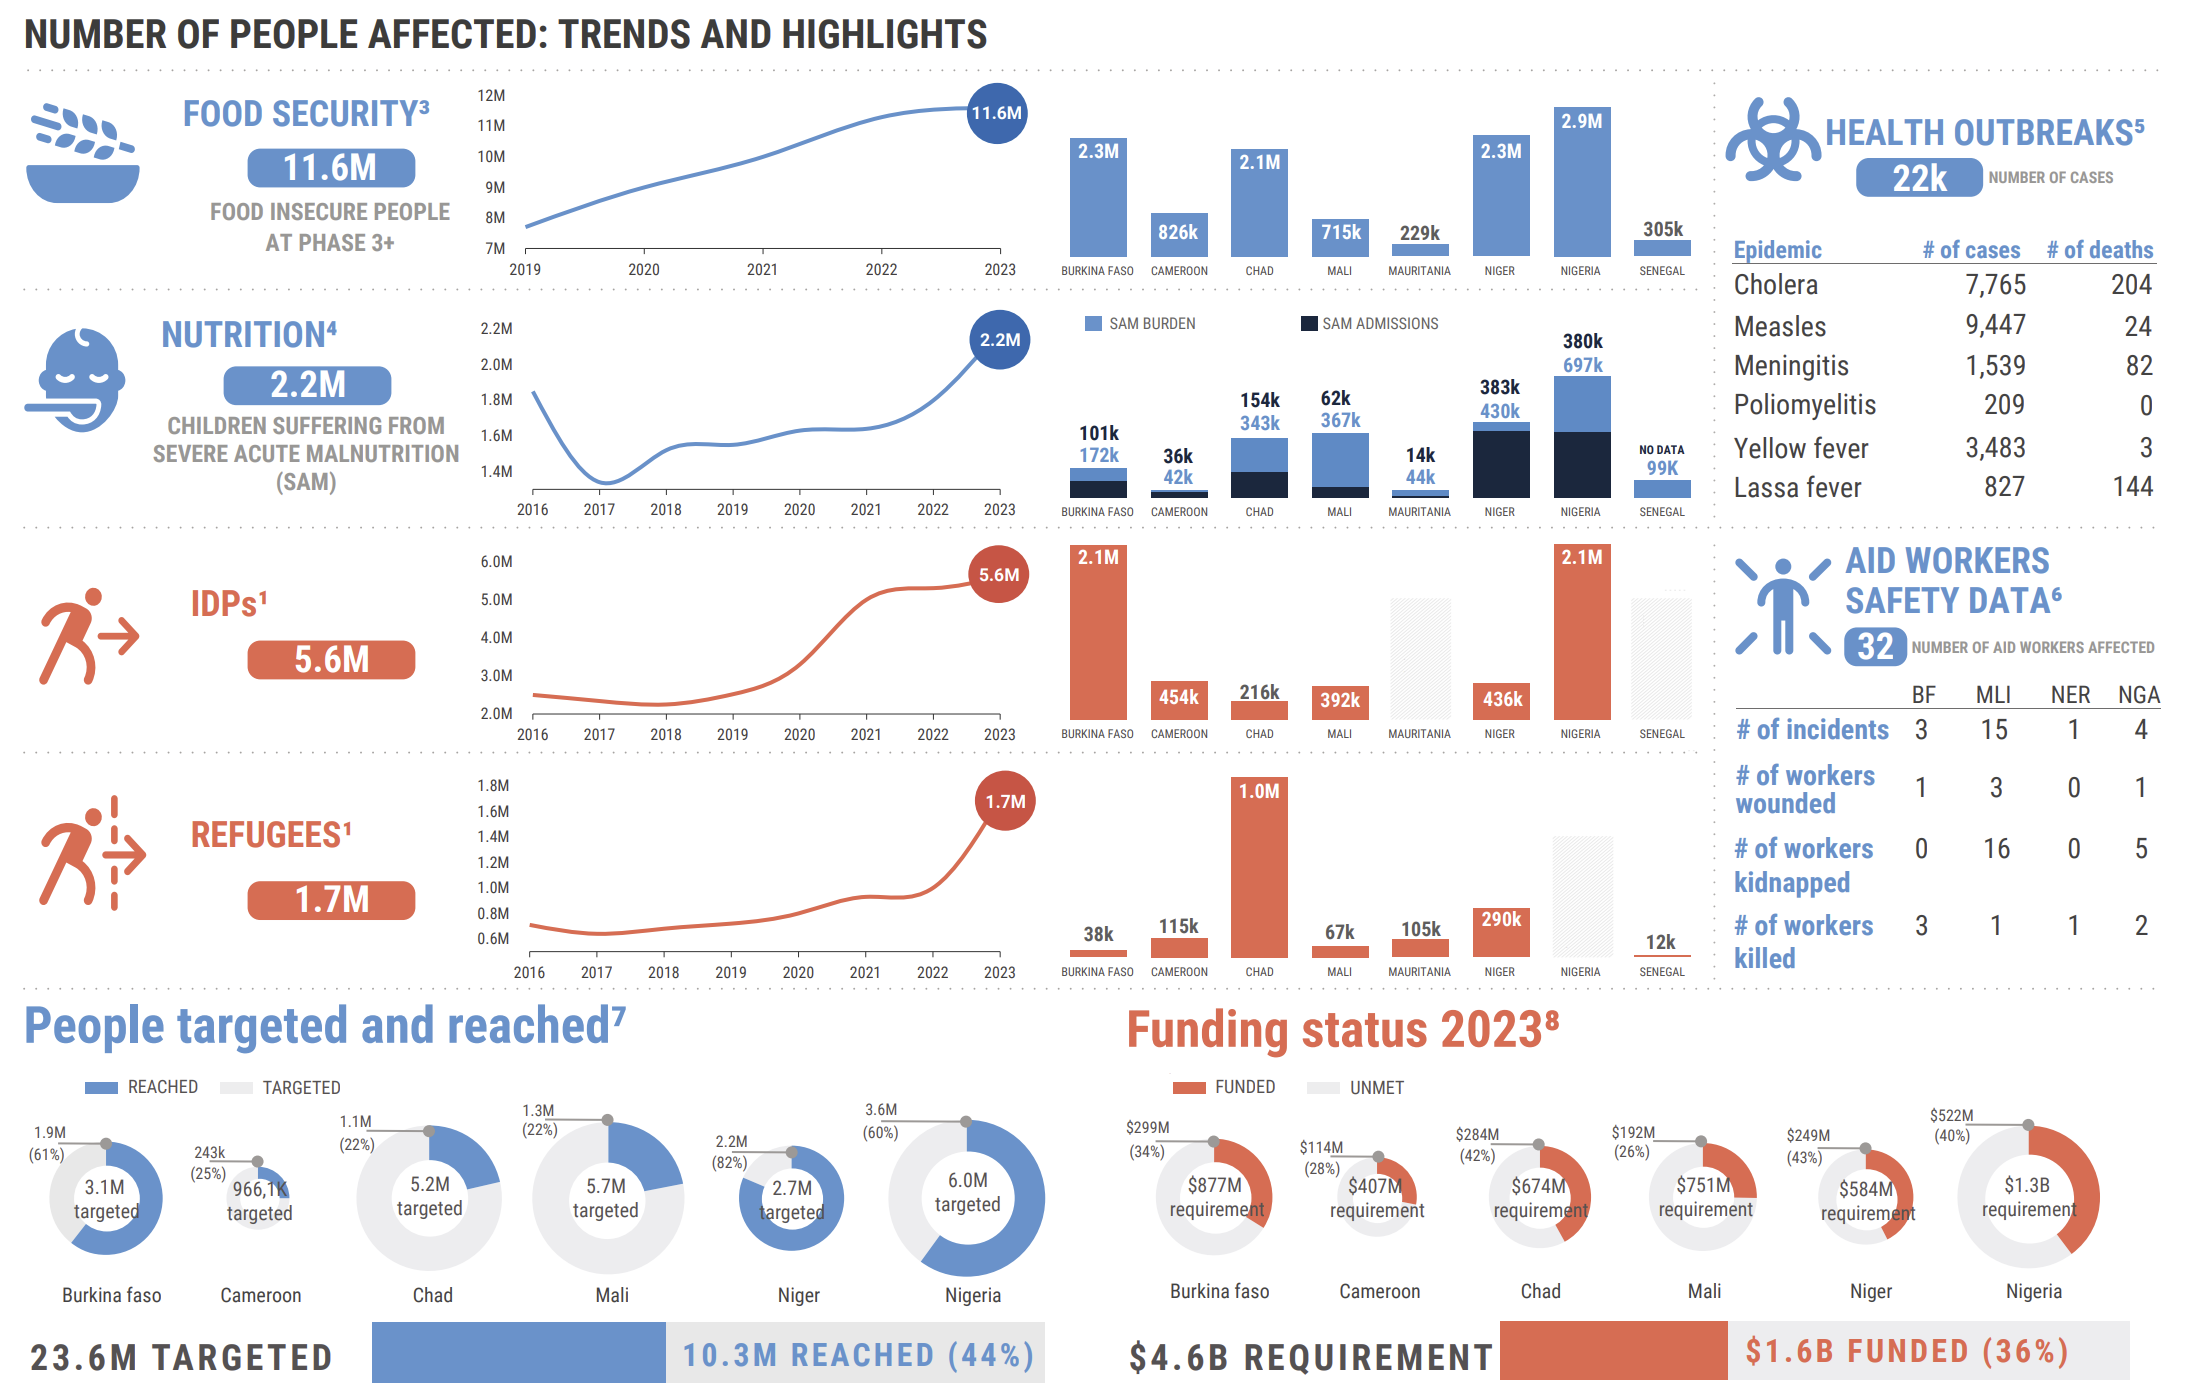 NUMBER OF PEOPLE AFFECTED: TRENDS AND HIGHLIGHTS
FOOD SECURITY³
11.6M
FOOD INSECURE PEOPLE
AT PHASE 3+
12M
11M
10M
9M
8M
7M
2019 2020 2021 2022 2023
11.6M
2.3M 826k 2.1M 715k 229k 2.3M 2.9M 305k
BURKINA FASO CAMEROON CHAD MALI MAURITANIA NIGER NIGERIA SENEGAL
NUTRITION⁴
2.2M
CHILDREN SUFFERING FROM
SEVERE ACUTE MALNUTRITION
(SAM)
2.2M
2.0M
1.8M
1.6M
1.4M
2016 2017 2018 2019 2020 2021 2022 2023
2.2M
SAM BURDEN SAM ADMISSIONS
101k 36k 154k 62k 14k 383k 380k NO DATA
172k 42k 343k 367k 44k 430k 697k 99K
BURKINA FASO CAMEROON CHAD MALI MAURITANIA NIGER NIGERIA SENEGAL
IDPs¹
5.6M
6.0M
5.0M
4.0M
3.0M
2.0M
2016 2017 2018 2019 2020 2021 2022 2023
5.6M
2.1M 454k 216k 392k 436k 2.1M
BURKINA FASO CAMEROON CHAD MALI MAURITANIA NIGER NIGERIA SENEGAL
REFUGEES¹
1.7M
1.8M
1.6M
1.4M
1.2M
1.0M
0.8M
0.6M
2016 2017 2018 2019 2020 2021 2022 2023
1.7M
38k 115k 1.0M 67k 105k 290k 12k
BURKINA FASO CAMEROON CHAD MALI MAURITANIA NIGER NIGERIA SENEGAL
HEALTH OUTBREAKS⁵
22k NUMBER OF CASES
Epidemic # of cases # of deaths
Cholera 7,765 204
Measles 9,447 24
Meningitis 1,539 82
Poliomyelitis 209 0
Yellow fever 3,483 3
Lassa fever 827 144
AID WORKERS
SAFETY DATA⁶
32 NUMBER OF AID WORKERS AFFECTED
BF MLI NER NGA
# of incidents 3 15 1 4
# of workers
wounded 1 3 0 1
# of workers 0 16 0 5
kidnapped
# of workers 3 1 1 2
killed
People targeted and reached⁷
REACHED TARGETED
1.9M
(61%)
3.1M
targeted
Burkina faso
243k
(25%)
966,1K
targeted
Cameroon
1.1M
(22%)
5.2M
targeted
Chad
1.3M
(22%)
5.7M
targeted
Mali
2.2M
(82%)
2.7M
targeted
Niger
3.6M
(60%)
6.0M
targeted
Nigeria
23.6M TARGETED 10.3M REACHED (44%)
Funding status 2023⁸
FUNDED UNMET
$299M
(34%)
$877M
requirement
Burkina faso
$114M
(28%)
$407M
requirement
Cameroon
$284M
(42%)
$674M
requirement
Chad
$192M
(26%)
$751M
requirement
Mali
$249M
(43%)
$584M
requirement
Niger
$522M
(40%)
$1.3B
requirement
Nigeria
$4.6B REQUIREMENT $1.6B FUNDED (36%)